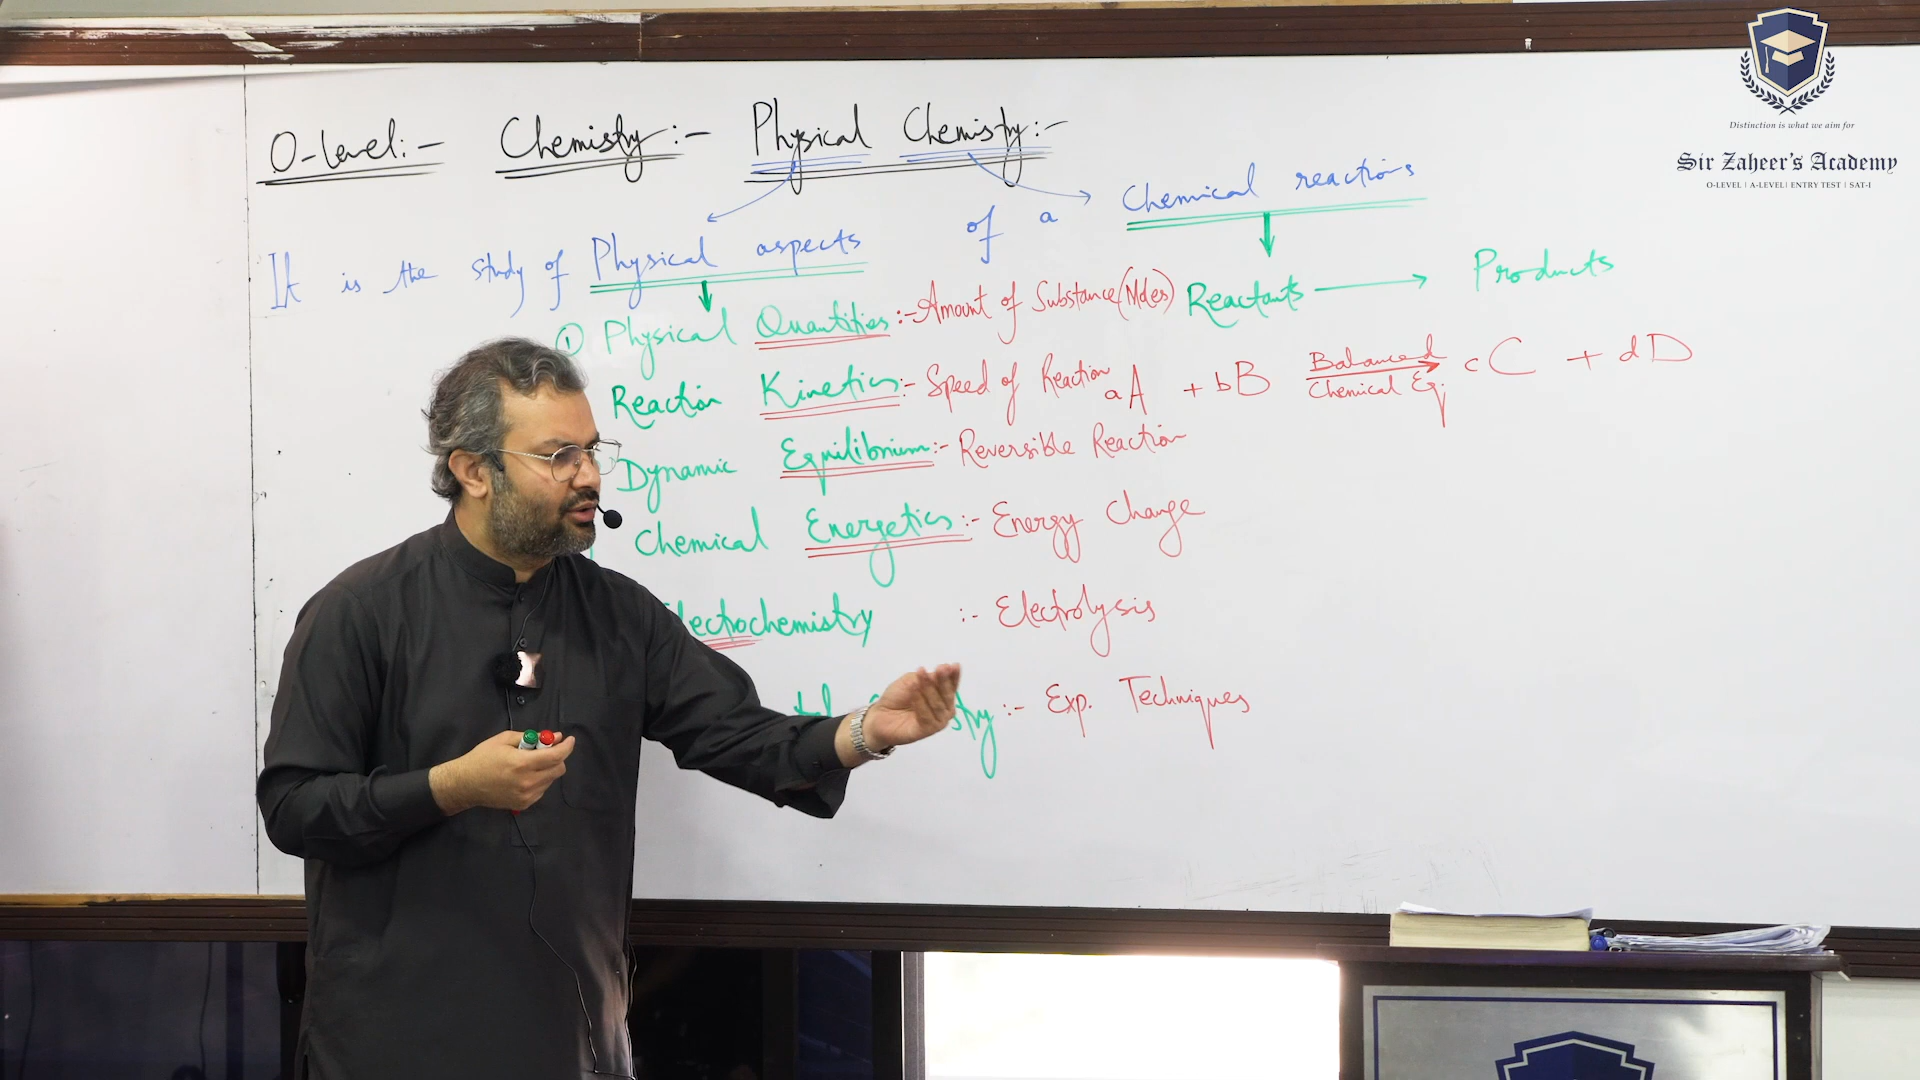 O-level:- Chemistry:- Physical Chemistry:-
It is the study of Physical aspects of a Chemical reactions
① Physical Quantities:- Amount of Substance (Moles)
Reactants → Products
Reaction Kinetics:- Speed of Reaction
aA + bB Balanced Chemical Eq. → cC + dD
Dynamic Equilibrium:- Reversible Reaction
Chemical Energetics:- Energy Change
lectrochemistry :- Electrolysis
:- Exp. Techniques
Distinction is what we aim for
Sir Zaheer's Academy
O-LEVEL | A-LEVEL | ENTRY TEST | SAT-I